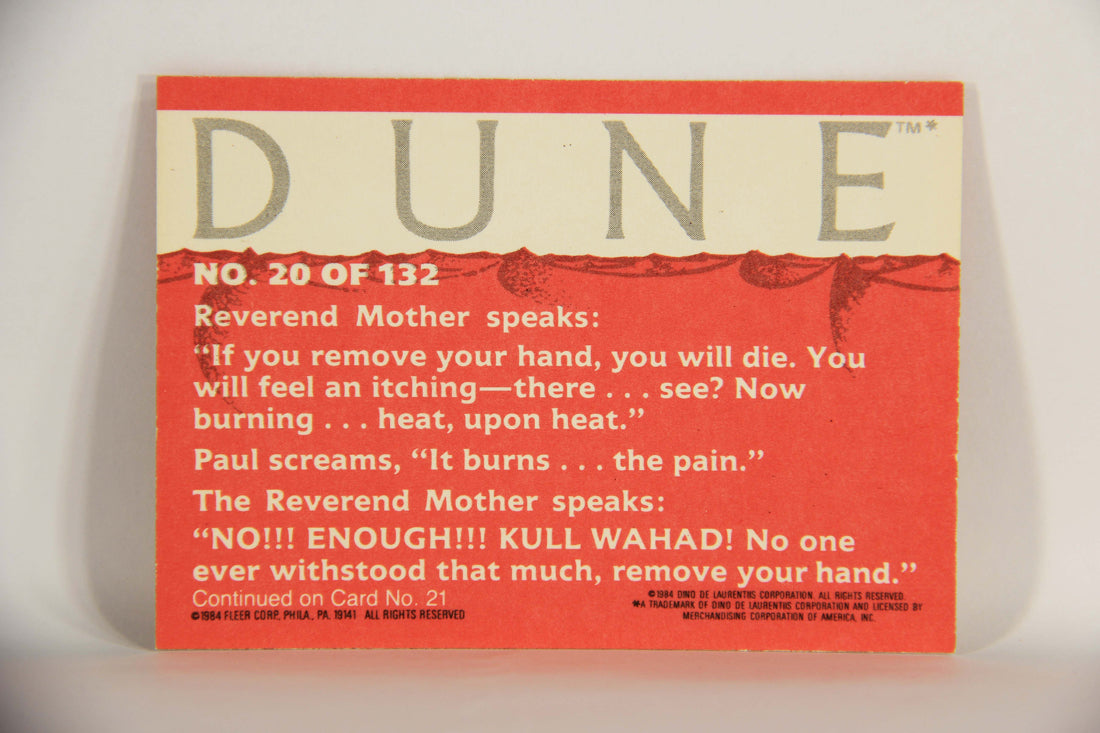 DUNE™*
NO. 20 OF 132
Reverend Mother speaks:
“If you remove your hand, you will die. You
will feel an itching—there . . . see? Now
burning . . . heat, upon heat.”
Paul screams, “It burns . . . the pain.”
The Reverend Mother speaks:
“NO!!! ENOUGH!!! KULL WAHAD! No one
ever withstood that much, remove your hand.”
Continued on Card No. 21
©1984 FLEER CORP., PHILA., PA. 19141 ALL RIGHTS RESERVED
©1984 DINO DE LAURENTIIS CORPORATION. ALL RIGHTS RESERVED.
*A TRADEMARK OF DINO DE LAURENTIIS CORPORATION AND LICENSED BY
MERCHANDISING CORPORATION OF AMERICA, INC.